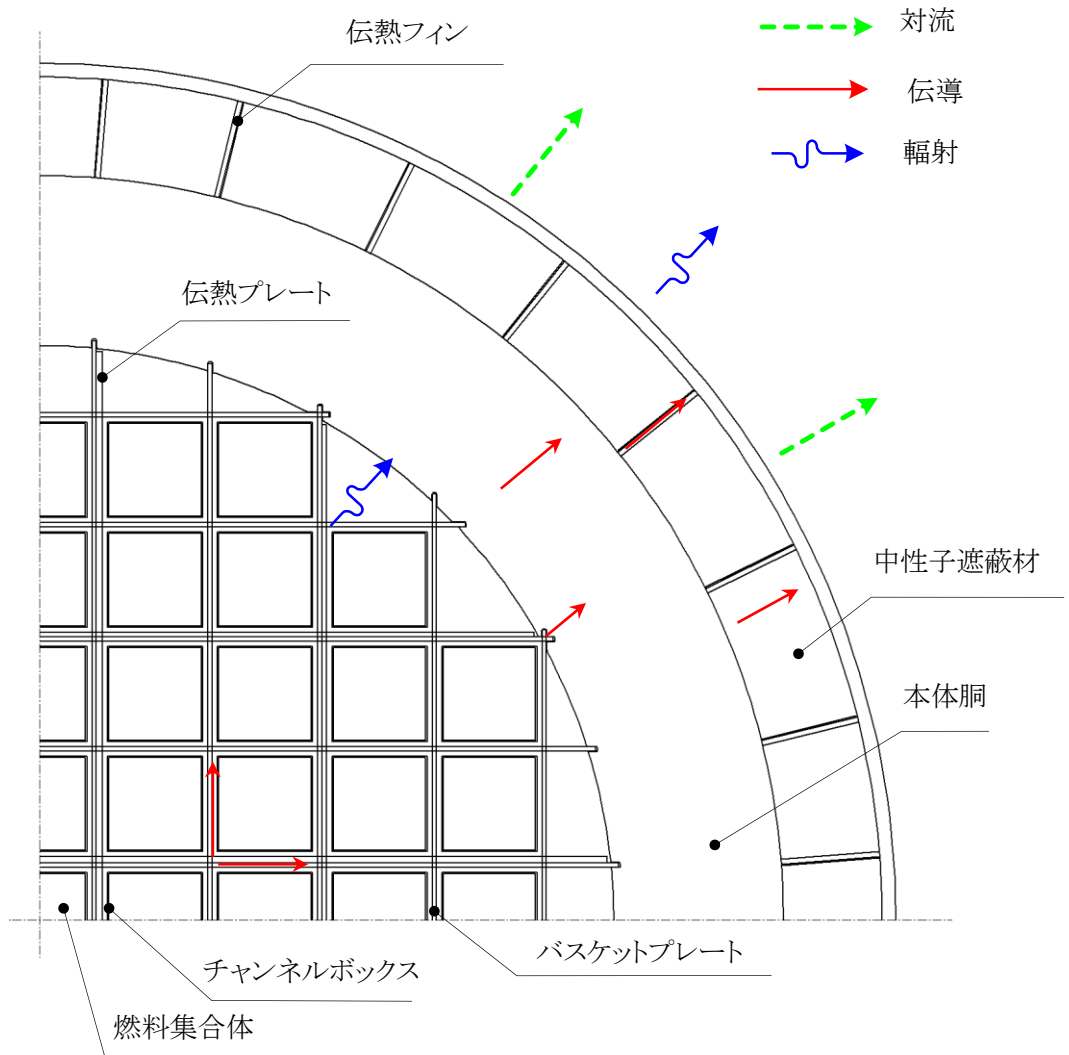 伝熱フィン
対流
伝導
輻射
伝熱プレート
中性子遮蔽材
本体胴
バスケットプレート
チャンネルボックス
燃料集合体